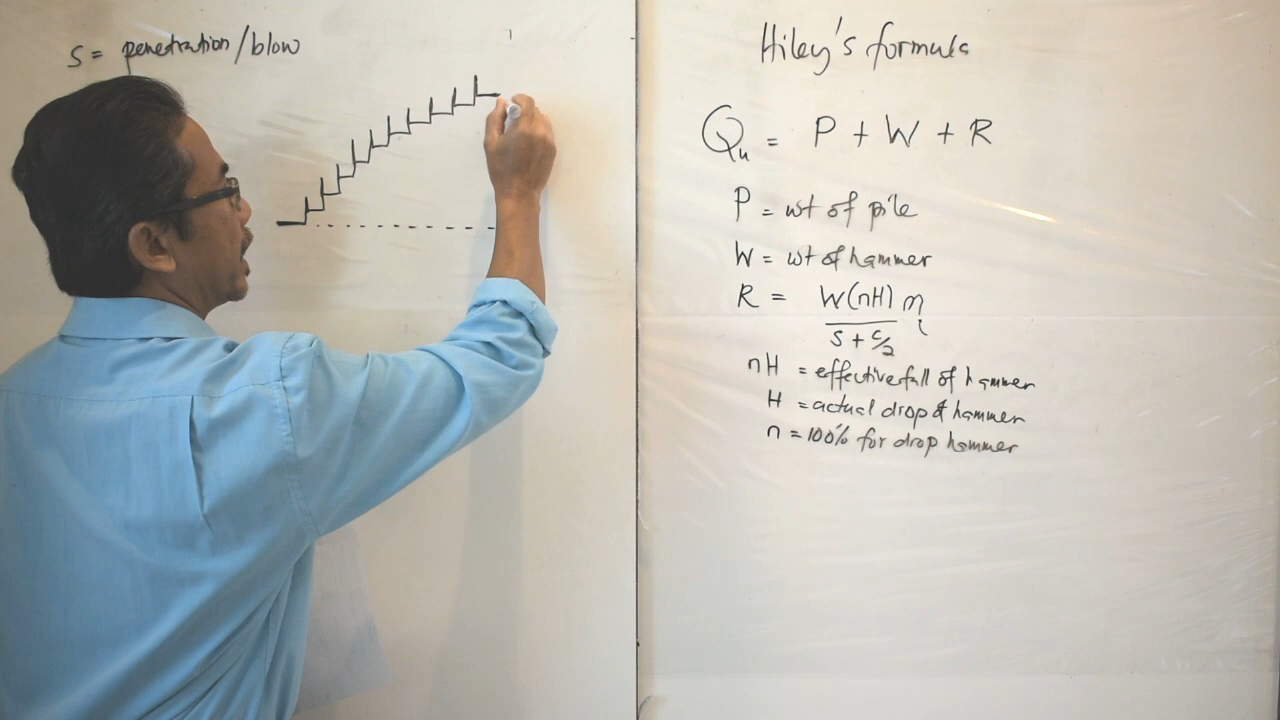 S = penetration/blow
Hiley's formula
Qu = P + W + R
P = wt of pile
W = wt of hammer
R = W(nH) η
S + c/2
nH = effective fall of hammer
H = actual drop of hammer
n = 100% for drop hammer